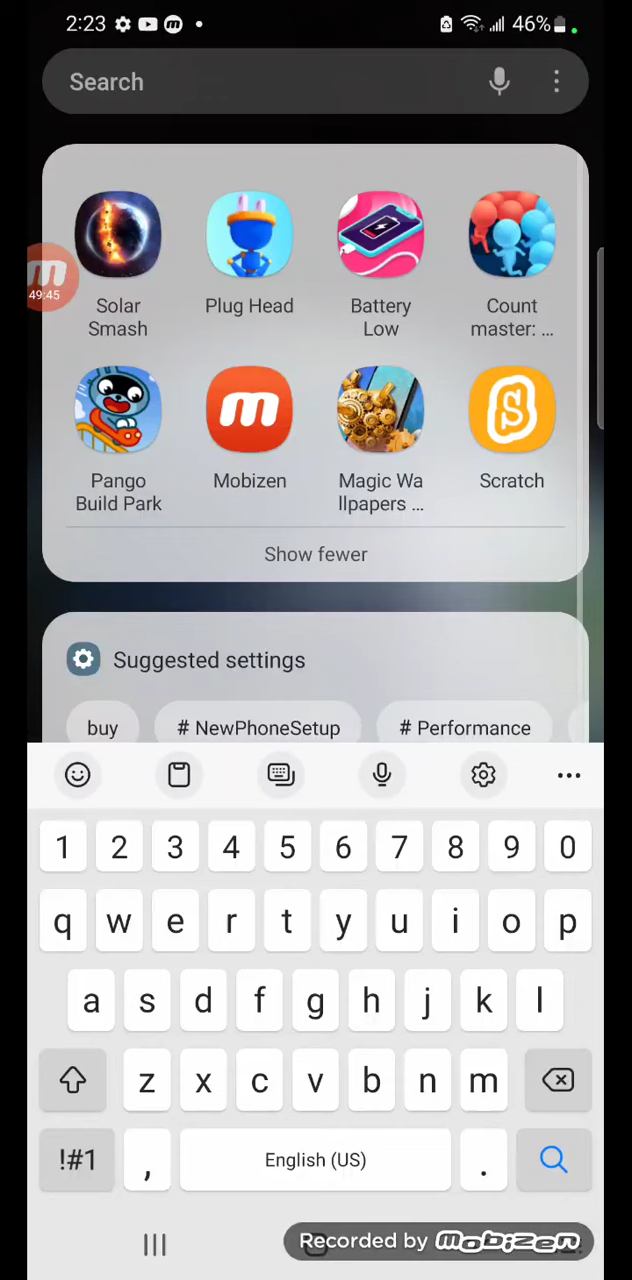 2:23 46%
Search
49:45
Solar Smash
Plug Head
Battery Low
Count master: ...
Pango Build Park
Mobizen
Magic Wa llpapers ...
Scratch
Show fewer
Suggested settings
buy # NewPhoneSetup # Performance
1 2 3 4 5 6 7 8 9 0
q w e r t y u i o p
a s d f g h j k l
z x c v b n m
!#1 , English (US) .
Recorded by mobizen